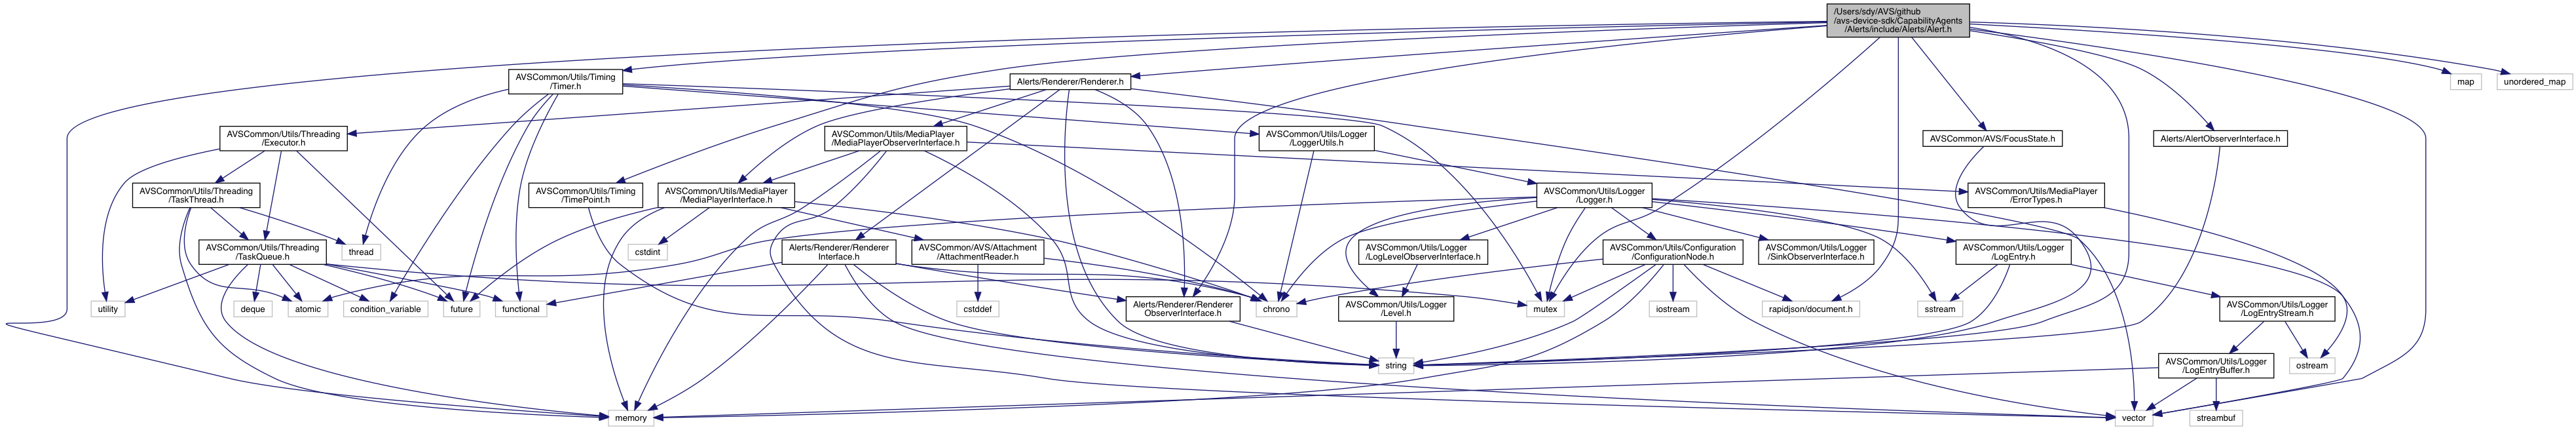 /Users/sdy/AVS/github
/avs-device-sdk/CapabilityAgents
/Alerts/include/Alerts/Alert.h
AVSCommon/Utils/Timing
/Timer.h
Alerts/Renderer/Renderer.h
map
unordered_map
AVSCommon/Utils/Threading
/Executor.h
AVSCommon/Utils/MediaPlayer
/MediaPlayerObserverInterface.h
AVSCommon/Utils/Logger
/LoggerUtils.h
AVSCommon/AVS/FocusState.h
Alerts/AlertObserverInterface.h
AVSCommon/Utils/Threading
/TaskThread.h
AVSCommon/Utils/Timing
/TimePoint.h
AVSCommon/Utils/MediaPlayer
/MediaPlayerInterface.h
AVSCommon/Utils/Logger
/Logger.h
AVSCommon/Utils/MediaPlayer
/ErrorTypes.h
AVSCommon/Utils/Threading
/TaskQueue.h
thread
cstdint
Alerts/Renderer/Renderer
Interface.h
AVSCommon/AVS/Attachment
/AttachmentReader.h
AVSCommon/Utils/Logger
/LogLevelObserverInterface.h
AVSCommon/Utils/Configuration
/ConfigurationNode.h
AVSCommon/Utils/Logger
/SinkObserverInterface.h
AVSCommon/Utils/Logger
/LogEntry.h
utility
deque
atomic
condition_variable
future
functional
cstddef
Alerts/Renderer/Renderer
ObserverInterface.h
chrono
AVSCommon/Utils/Logger
/Level.h
mutex
iostream
rapidjson/document.h
sstream
AVSCommon/Utils/Logger
/LogEntryStream.h
string
AVSCommon/Utils/Logger
/LogEntryBuffer.h
ostream
memory
vector
streambuf